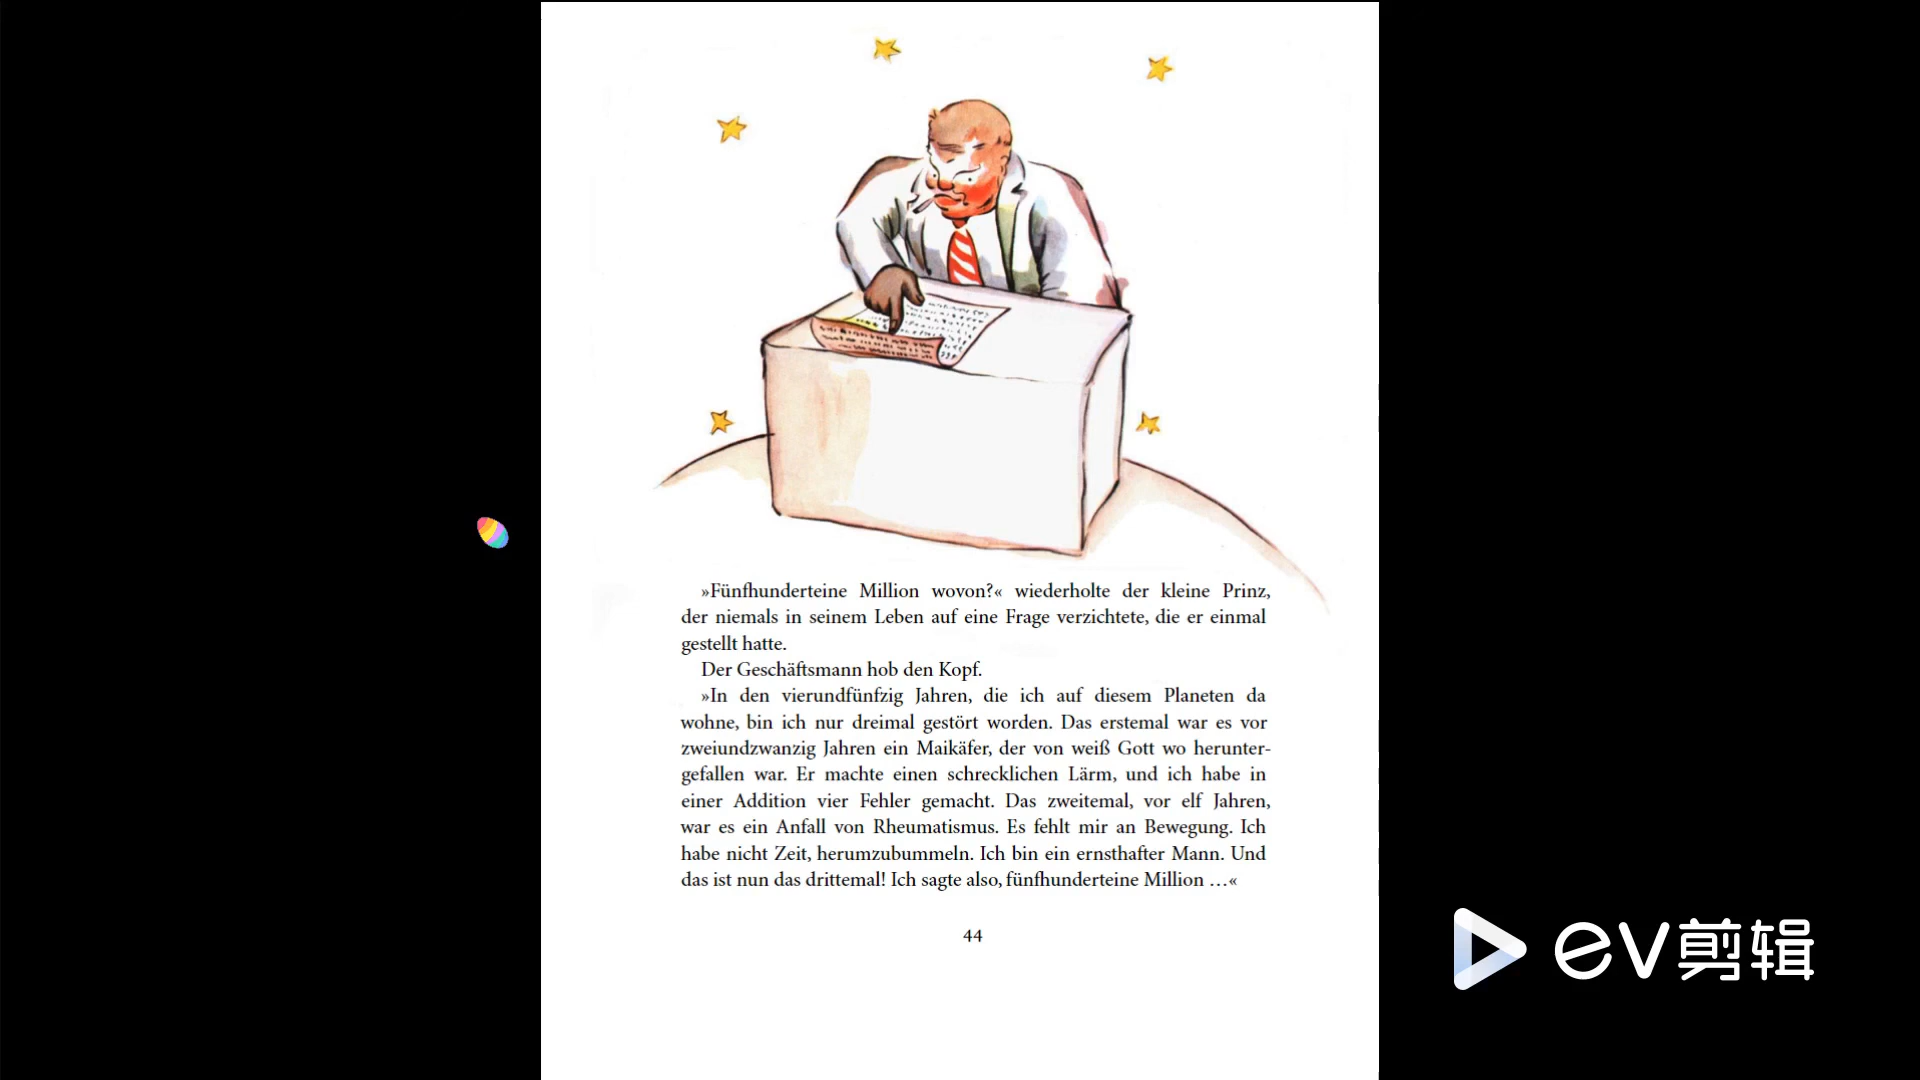 »Fünfhunderteine Million wovon?« wiederholte der kleine Prinz,
der niemals in seinem Leben auf eine Frage verzichtete, die er einmal
gestellt hatte.
Der Geschäftsmann hob den Kopf.
»In den vierundfünfzig Jahren, die ich auf diesem Planeten da
wohne, bin ich nur dreimal gestört worden. Das erstemal war es vor
zweiundzwanzig Jahren ein Maikäfer, der von weiß Gott wo herunter-
gefallen war. Er machte einen schrecklichen Lärm, und ich habe in
einer Addition vier Fehler gemacht. Das zweitemal, vor elf Jahren,
war es ein Anfall von Rheumatismus. Es fehlt mir an Bewegung. Ich
habe nicht Zeit, herumzubummeln. Ich bin ein ernsthafter Mann. Und
das ist nun das drittemal! Ich sagte also, fünfhunderteine Million …«
44
ev剪辑